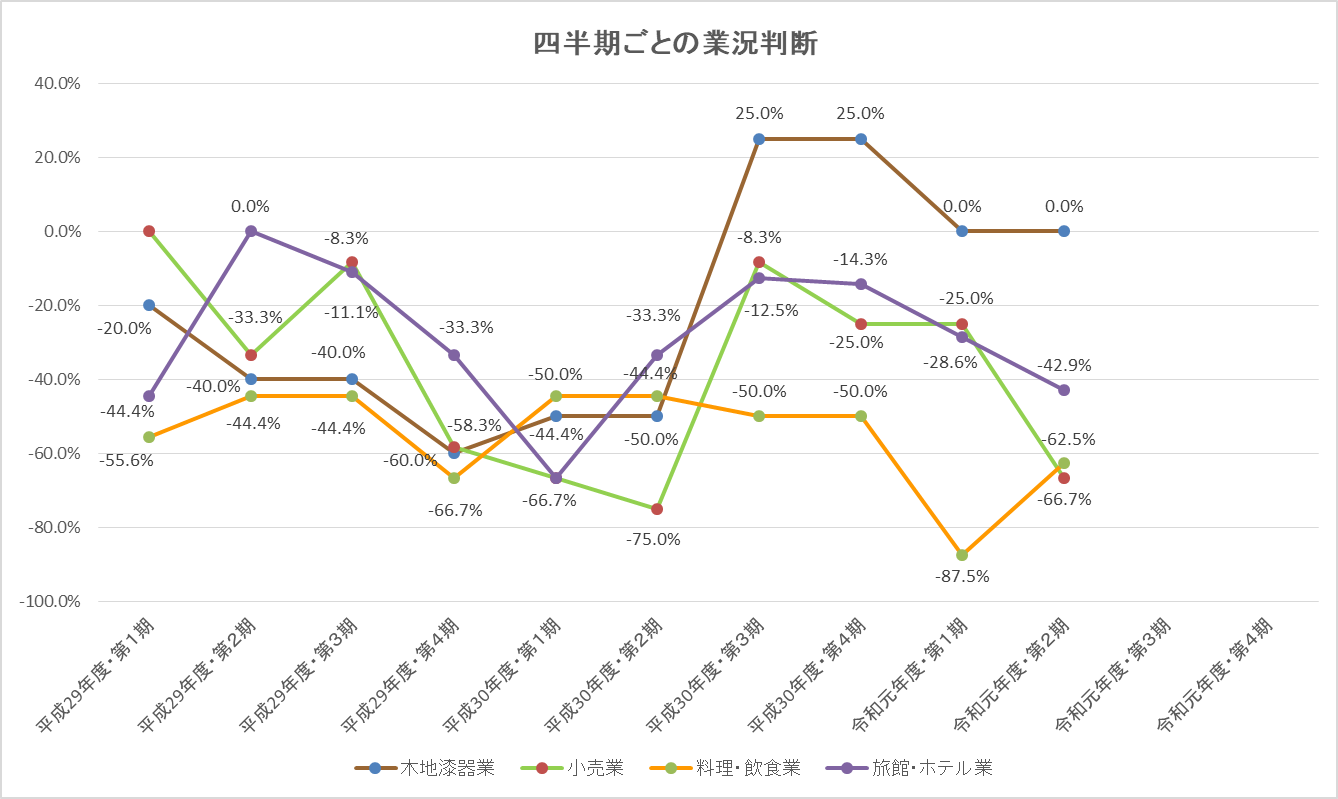 四半期ごとの業況判断
40.0%
20.0%
0.0%
-20.0%
-40.0%
-60.0%
-80.0%
-100.0%
25.0%
25.0%
0.0%
0.0%
0.0%
-8.3%
-8.3%
-14.3%
-20.0%
-33.3%
-11.1%
-33.3%
-33.3%
-12.5%
-25.0%
-25.0%
-28.6%
-42.9%
-40.0%
-40.0%
-50.0%
-44.4%
-50.0%
-50.0%
-44.4%
-44.4%
-44.4%
-58.3%
-44.4%
-50.0%
-62.5%
-55.6%
-60.0%
-66.7%
-66.7%
-75.0%
-66.7%
-87.5%
平成29年度・第1期
平成29年度・第2期
平成29年度・第3期
平成29年度・第4期
平成30年度・第1期
平成30年度・第2期
平成30年度・第3期
平成30年度・第4期
令和元年度・第1期
令和元年度・第2期
令和元年度・第3期
令和元年度・第4期
木地漆器業
小売業
料理・飲食業
旅館・ホテル業